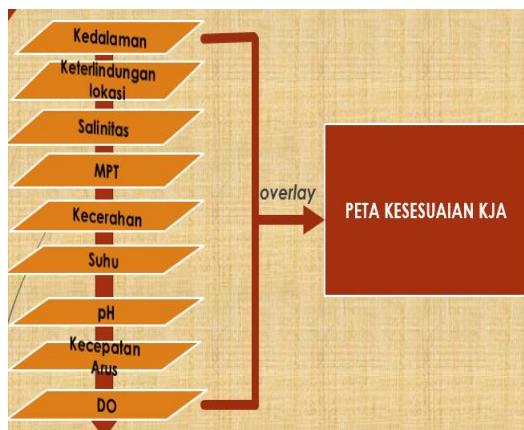 Kedalaman
Keterlindungan
lokasi
Salinitas
MPT
Kecerahan
Suhu
pH
Kecepatan
Arus
DO
overlay
PETA KESESUAIAN KJA